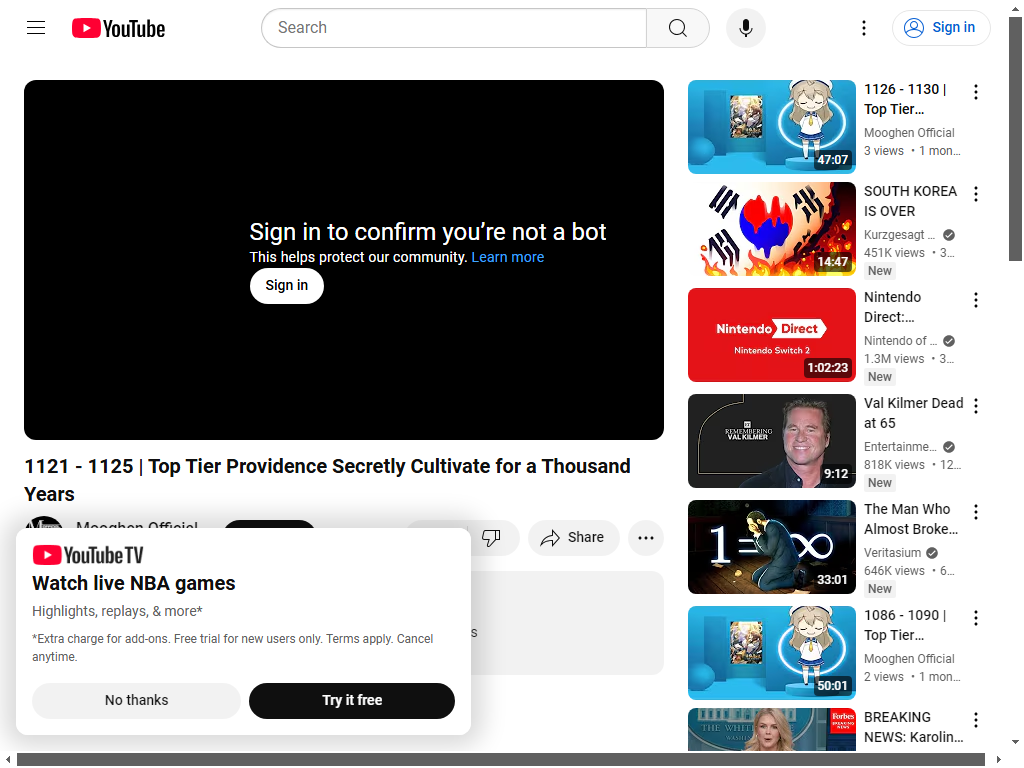 YouTube
Search
Sign in
Sign in to confirm you’re not a bot
This helps protect our community. Learn more
Sign in
1121 - 1125 | Top Tier Providence Secretly Cultivate for a Thousand
Years
Mooghen Official
Share
s
YouTube TV
Watch live NBA games
Highlights, replays, & more*
*Extra charge for add-ons. Free trial for new users only. Terms apply. Cancel
anytime.
No thanks
Try it free
47:07
1126 - 1130 |
Top Tier…
Mooghen Official
3 views • 1 mon…
14:47
SOUTH KOREA
IS OVER
Kurzgesagt …
451K views • 3…
New
Nintendo Direct
Nintendo Switch 2
1:02:23
Nintendo
Direct:…
Nintendo of …
1.3M views • 3…
New
ET
REMEMBERING
VAL KILMER
9:12
Val Kilmer Dead
at 65
Entertainme…
818K views • 12…
New
1=∞
33:01
The Man Who
Almost Broke…
Veritasium
646K views • 6…
New
50:01
1086 - 1090 |
Top Tier…
Mooghen Official
2 views • 1 mon…
THE WHITE
WASHING
Forbes
BREAKING
NEWS
BREAKING
NEWS: Karolin…